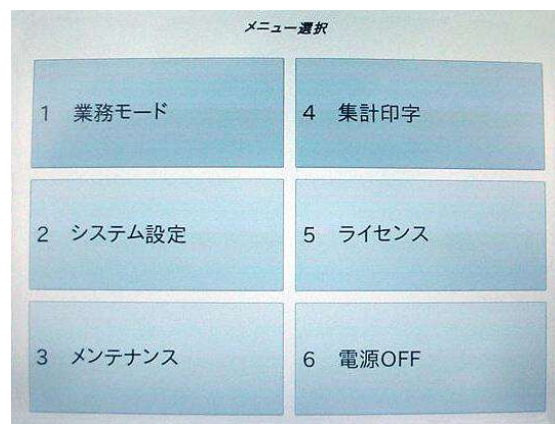 メニュー選択
1 業務モード
4 集計印字
2 システム設定
5 ライセンス
3 メンテナンス
6 電源OFF